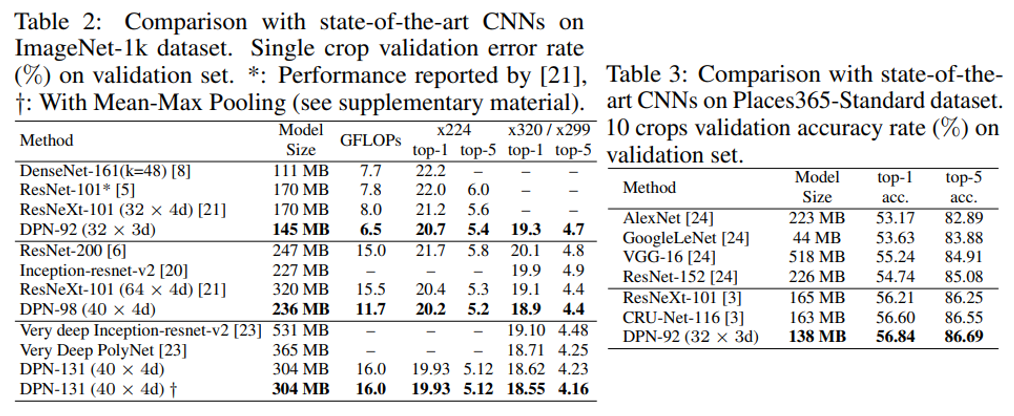 Table 2: Comparison with state-of-the-art CNNs on
ImageNet-1k dataset. Single crop validation error rate
(%) on validation set. *: Performance reported by [21],
†: With Mean-Max Pooling (see supplementary material).
Method Model Size GFLOPs x224 top-1 top-5 x320 / x299 top-1 top-5
DenseNet-161(k=48) [8] 111 MB 7.7 22.2 – – –
ResNet-101* [5] 170 MB 7.8 22.0 6.0 – –
ResNeXt-101 (32 × 4d) [21] 170 MB 8.0 21.2 5.6 – –
DPN-92 (32 × 3d) 145 MB 6.5 20.7 5.4 19.3 4.7
ResNet-200 [6] 247 MB 15.0 21.7 5.8 20.1 4.8
Inception-resnet-v2 [20] 227 MB – – – 19.9 4.9
ResNeXt-101 (64 × 4d) [21] 320 MB 15.5 20.4 5.3 19.1 4.4
DPN-98 (40 × 4d) 236 MB 11.7 20.2 5.2 18.9 4.4
Very deep Inception-resnet-v2 [23] 531 MB – – – 19.10 4.48
Very Deep PolyNet [23] 365 MB – – – 18.71 4.25
DPN-131 (40 × 4d) 304 MB 16.0 19.93 5.12 18.62 4.23
DPN-131 (40 × 4d) † 304 MB 16.0 19.93 5.12 18.55 4.16
Table 3: Comparison with state-of-the-
art CNNs on Places365-Standard dataset.
10 crops validation accuracy rate (%) on
validation set.
Method Model Size top-1 acc. top-5 acc.
AlexNet [24] 223 MB 53.17 82.89
GoogleLeNet [24] 44 MB 53.63 83.88
VGG-16 [24] 518 MB 55.24 84.91
ResNet-152 [24] 226 MB 54.74 85.08
ResNeXt-101 [3] 165 MB 56.21 86.25
CRU-Net-116 [3] 163 MB 56.60 86.55
DPN-92 (32 × 3d) 138 MB 56.84 86.69